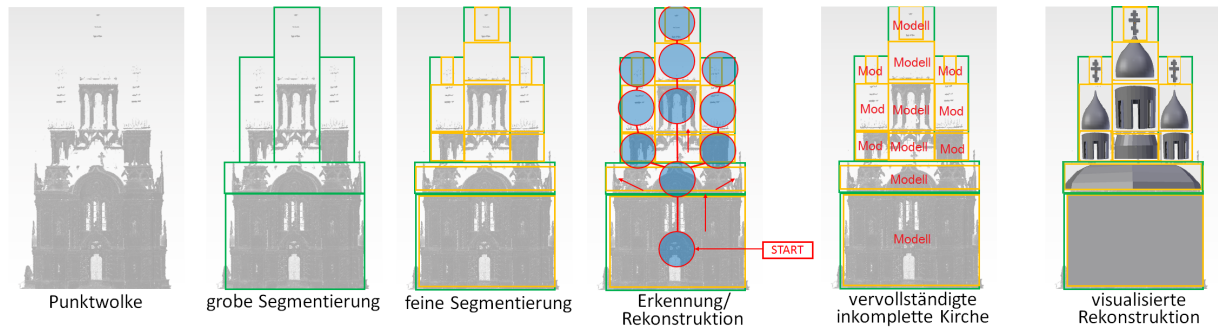 Modell
Modell
Mod
Mod
Mod
Modell
Mod
Mod
Modell
Mod
Modell
START
Modell
Punktwolke
grobe Segmentierung
feine Segmentierung
Erkennung/
Rekonstruktion
vervollständigte
inkomplette Kirche
visualisierte
Rekonstruktion